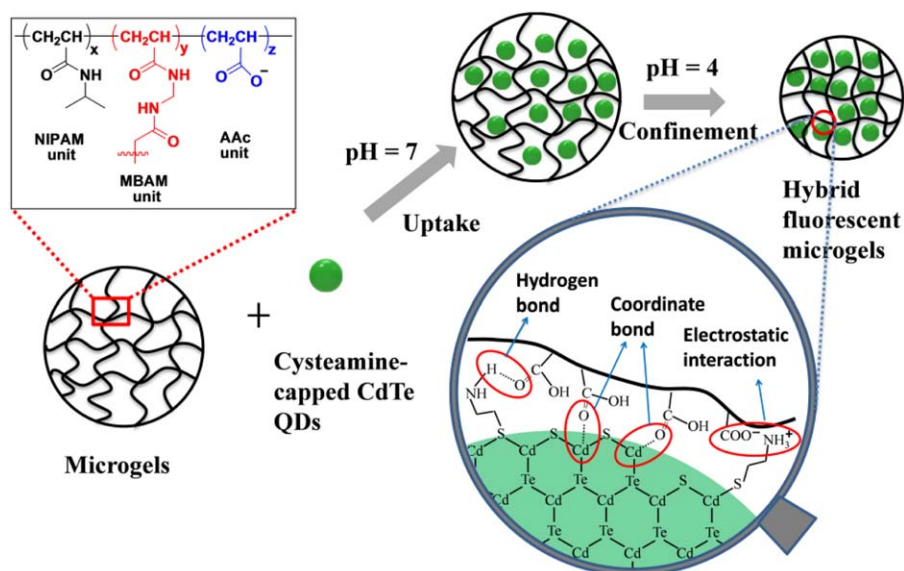 (CH₂CH)x(CH₂CH)y(CH₂CH)z
O NH O NH O O⁻
NIPAM
unit
HN O
MBAM
unit
AAc
unit
pH = 7
Uptake
pH = 4
Confinement
Hybrid
fluorescent
microgels
+
Microgels
Cysteamine-
capped CdTe
QDs
Hydrogen
bond
Coordinate
bond
Electrostatic
interaction
H O C OH C OH O C OH COO⁻ NH₃⁺
NH O O
S S Cd S Cd S Cd S
Cd Cd Te Te Te Cd
Te Cd Cd Cd Te
Cd Te Te Te Cd
Te Cd Cd Cd Te